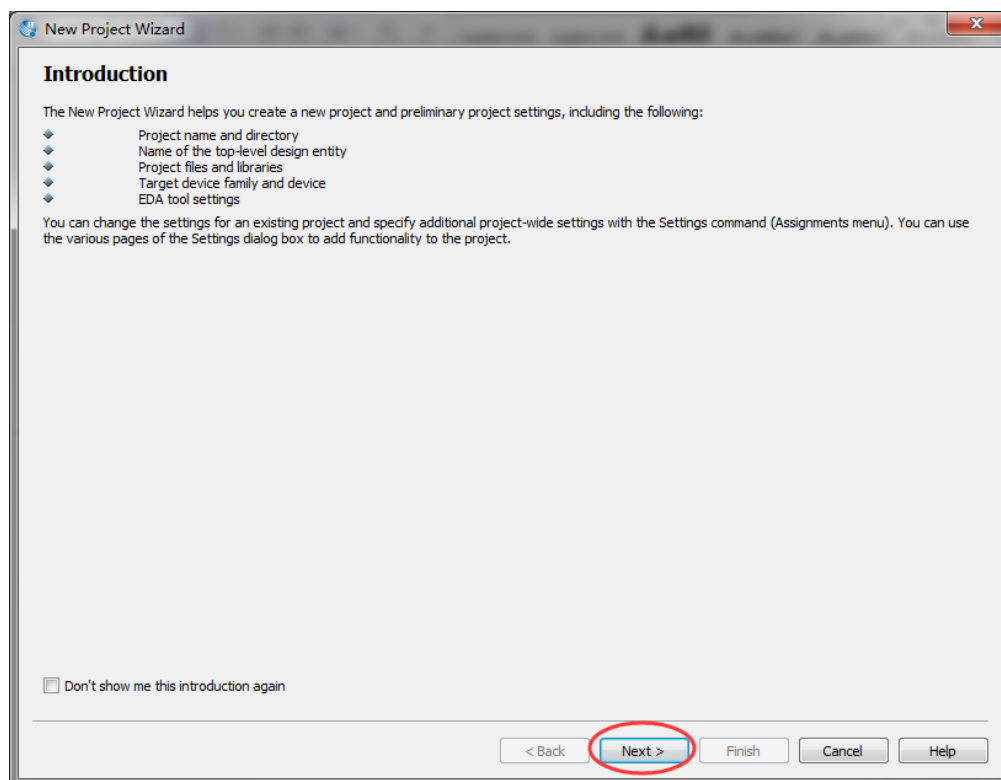 New Project Wizard
Introduction
The New Project Wizard helps you create a new project and preliminary project settings, including the following:
Project name and directory
Name of the top-level design entity
Project files and libraries
Target device family and device
EDA tool settings
You can change the settings for an existing project and specify additional project-wide settings with the Settings command (Assignments menu). You can use
the various pages of the Settings dialog box to add functionality to the project.
Don't show me this introduction again
< Back Next > Finish Cancel Help